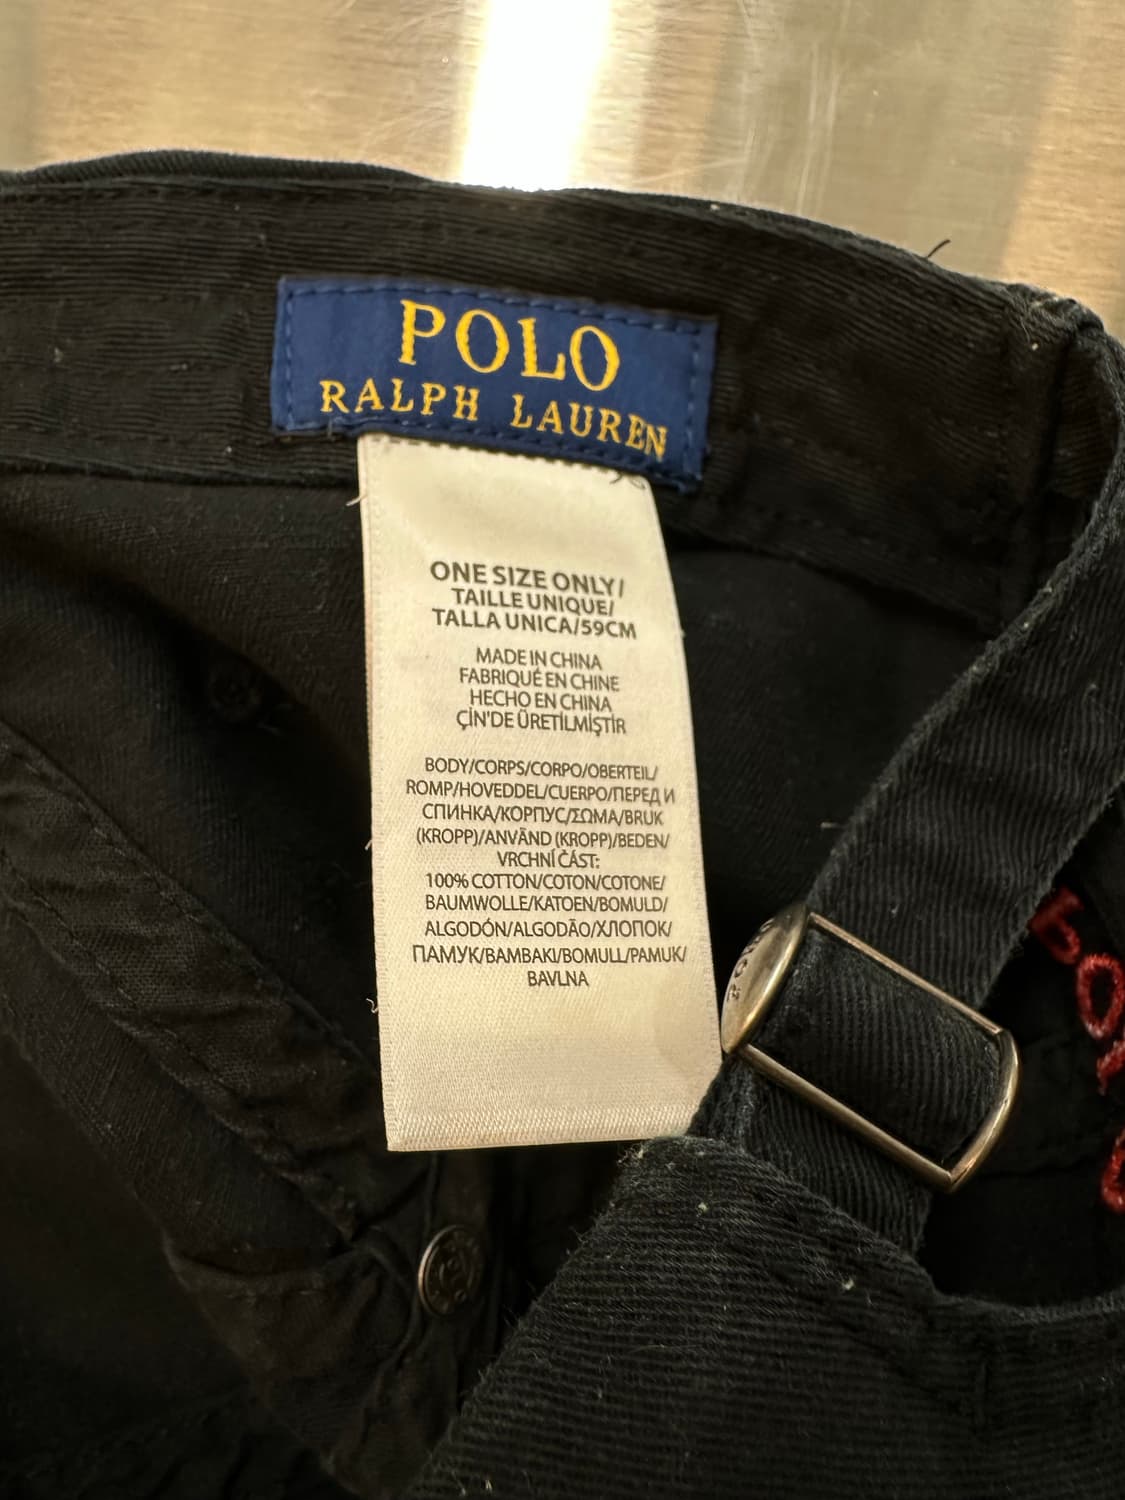 POLO
RALPH LAUREN
ONE SIZE ONLY/
TAILLE UNIQUE/
TALLA UNICA/59CM
MADE IN CHINA
FABRIQUÉ EN CHINE
HECHO EN CHINA
ÇİN'DE ÜRETİLMİŞTİR
BODY/CORPS/CORPO/OBERTEIL/
ROMP/HOVEDDEL/CUERPO/ПЕРЕД И
СПИНКА/КОРПУС/ΣΩΜΑ/BRUK
(KROPP)/ANVÄND (KROPP)/BEDEN/
VRCHNÍ ČÁST:
100% COTTON/COTON/COTONE/
BAUMWOLLE/KATOEN/BOMULD/
ALGODÓN/ALGODÃO/ХЛОПОК/
ПАМУК/BAMBAKI/BOMULL/PAMUK/
BAVLNA